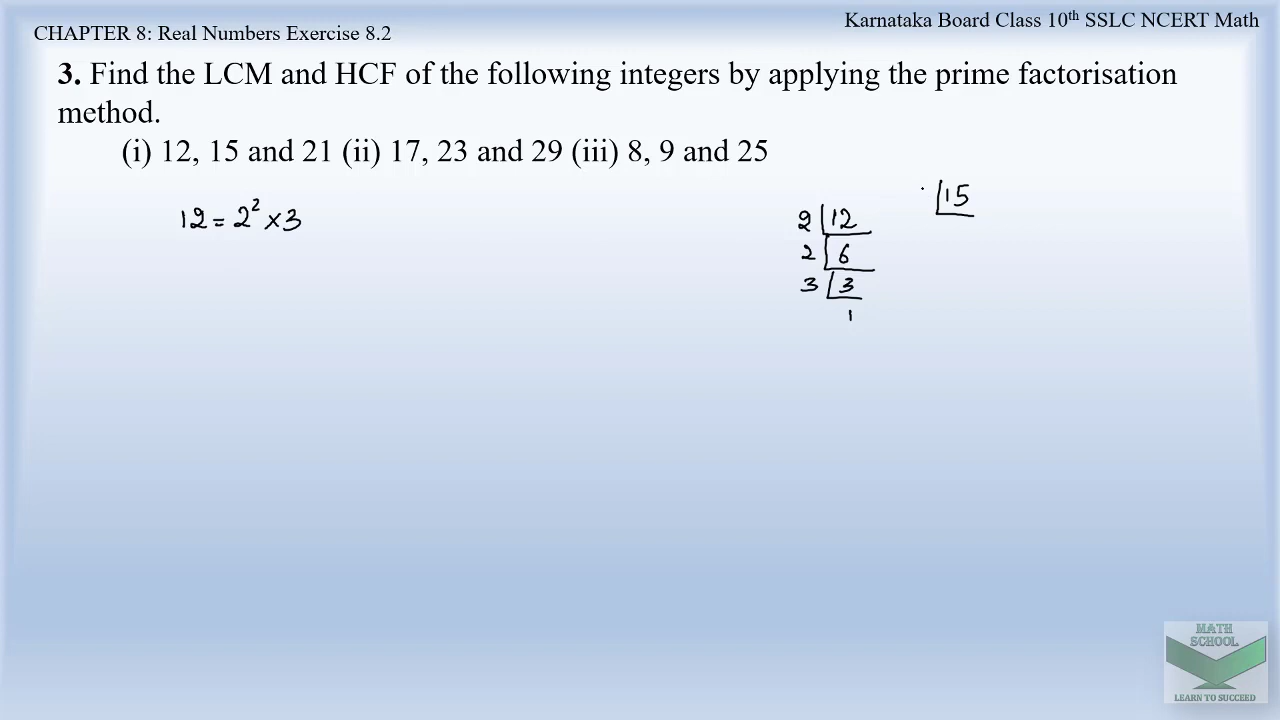 CHAPTER 8: Real Numbers Exercise 8.2
Karnataka Board Class 10th SSLC NCERT Math
3. Find the LCM and HCF of the following integers by applying the prime factorisation
method.
(i) 12, 15 and 21 (ii) 17, 23 and 29 (iii) 8, 9 and 25
12 = 2² × 3
2 12
2 6
3 3
1
15
MATH
SCHOOL
LEARN TO SUCCEED